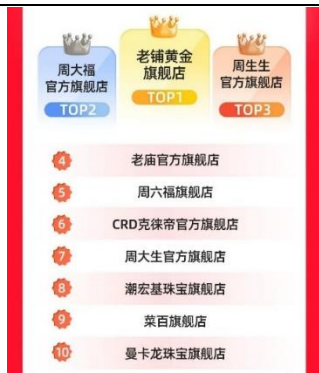 周大福
官方旗舰店
TOP2
老铺黄金
旗舰店
TOP1
周生生
官方旗舰店
TOP3
4 老庙官方旗舰店
5 周六福旗舰店
6 CRD克徕帝官方旗舰店
7 周大生官方旗舰店
8 潮宏基珠宝旗舰店
9 菜百旗舰店
10 曼卡龙珠宝旗舰店